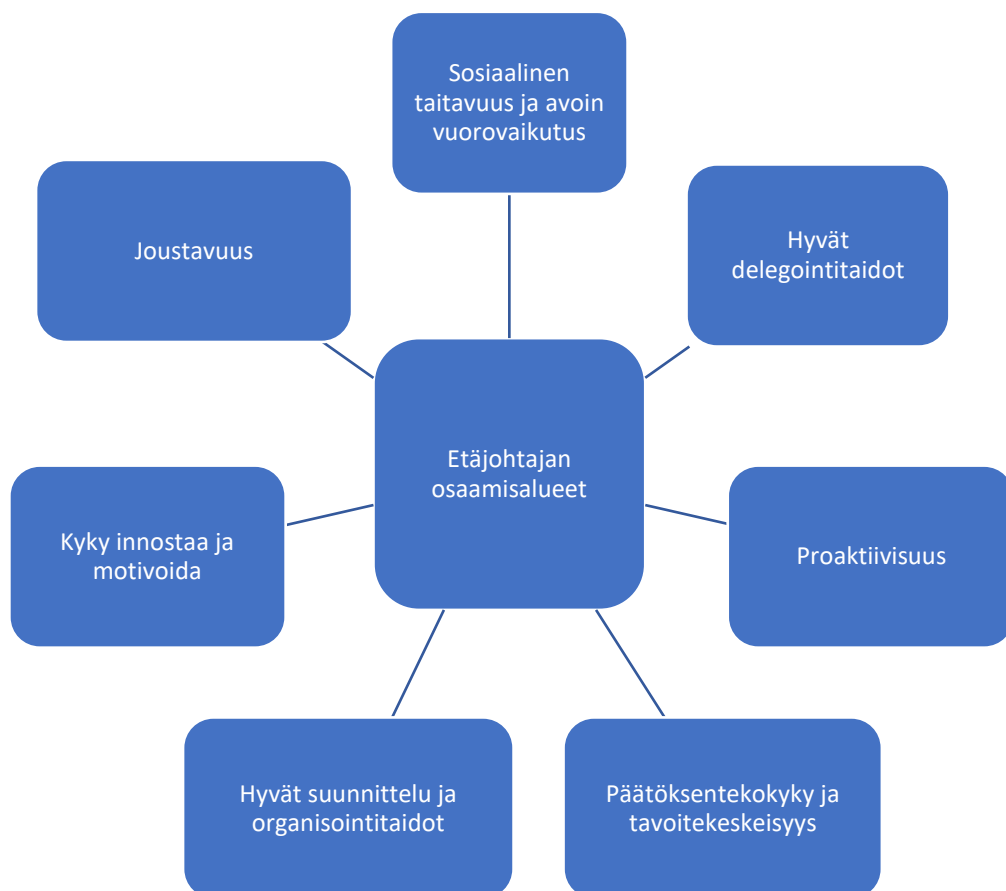 Sosiaalinen
taitavuus ja avoin
vuorovaikutus
Joustavuus
Hyvät
delegointitaidot
Etäjohtajan
osaamisalueet
Kyky innostaa ja
motivoida
Proaktiivisuus
Hyvät suunnittelu ja
organisointitaidot
Päätöksentekokyky ja
tavoitekeskeisyys